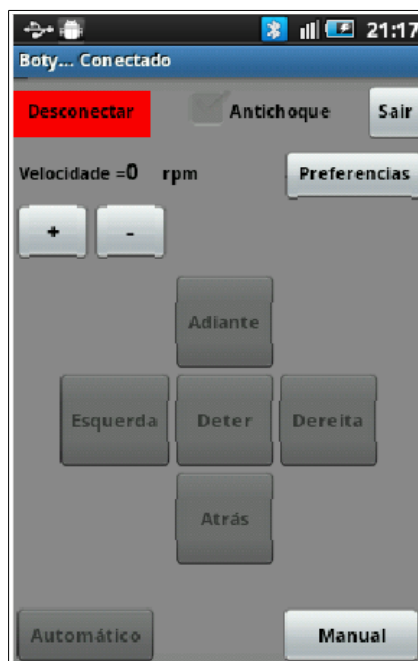 21:17
Boty... Conectado
Desconectar Antichoque Sair
Velocidade =0 rpm Preferencias
+ -
Adiante
Esquerda Deter Dereita
Atrás
Automático Manual